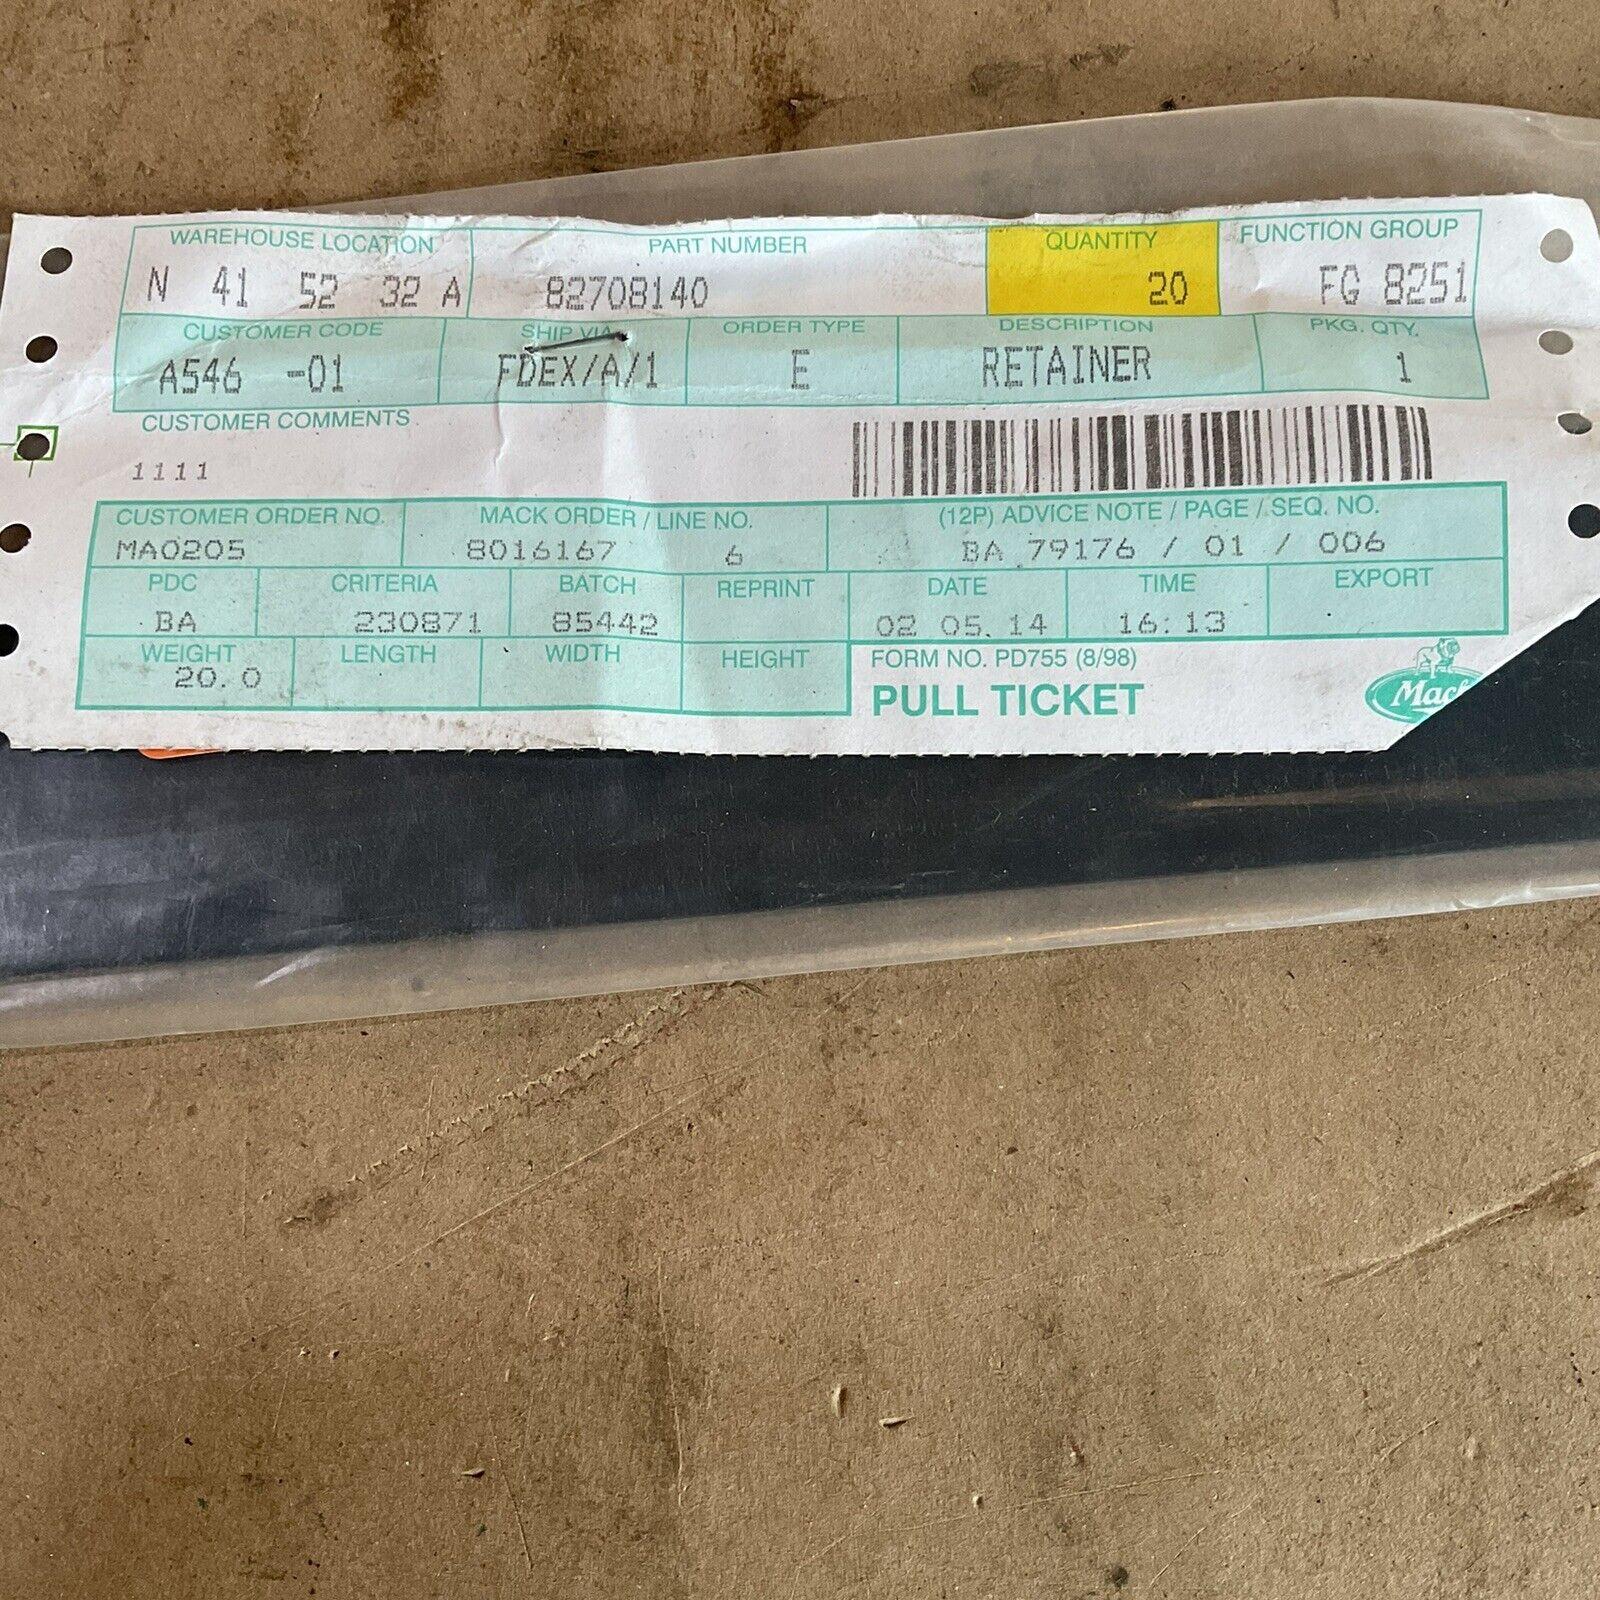 WAREHOUSE LOCATION PART NUMBER QUANTITY FUNCTION GROUP
N 41 52 32 A 82708140 20 FG 8251
CUSTOMER CODE SHIP VIA ORDER TYPE DESCRIPTION PKG. QTY.
A546 -01 FDEX/A/1 E RETAINER 1
CUSTOMER COMMENTS
1111
CUSTOMER ORDER NO. MACK ORDER / LINE NO. (12P) ADVICE NOTE / PAGE / SEQ. NO.
MA0205 8016167 6 BA 79176 / 01 / 006
PDC CRITERIA BATCH REPRINT DATE TIME EXPORT
BA 230871 85442 02.05.14 16:13
WEIGHT LENGTH WIDTH HEIGHT FORM NO. PD755 (8/98)
20.0 PULL TICKET Mack